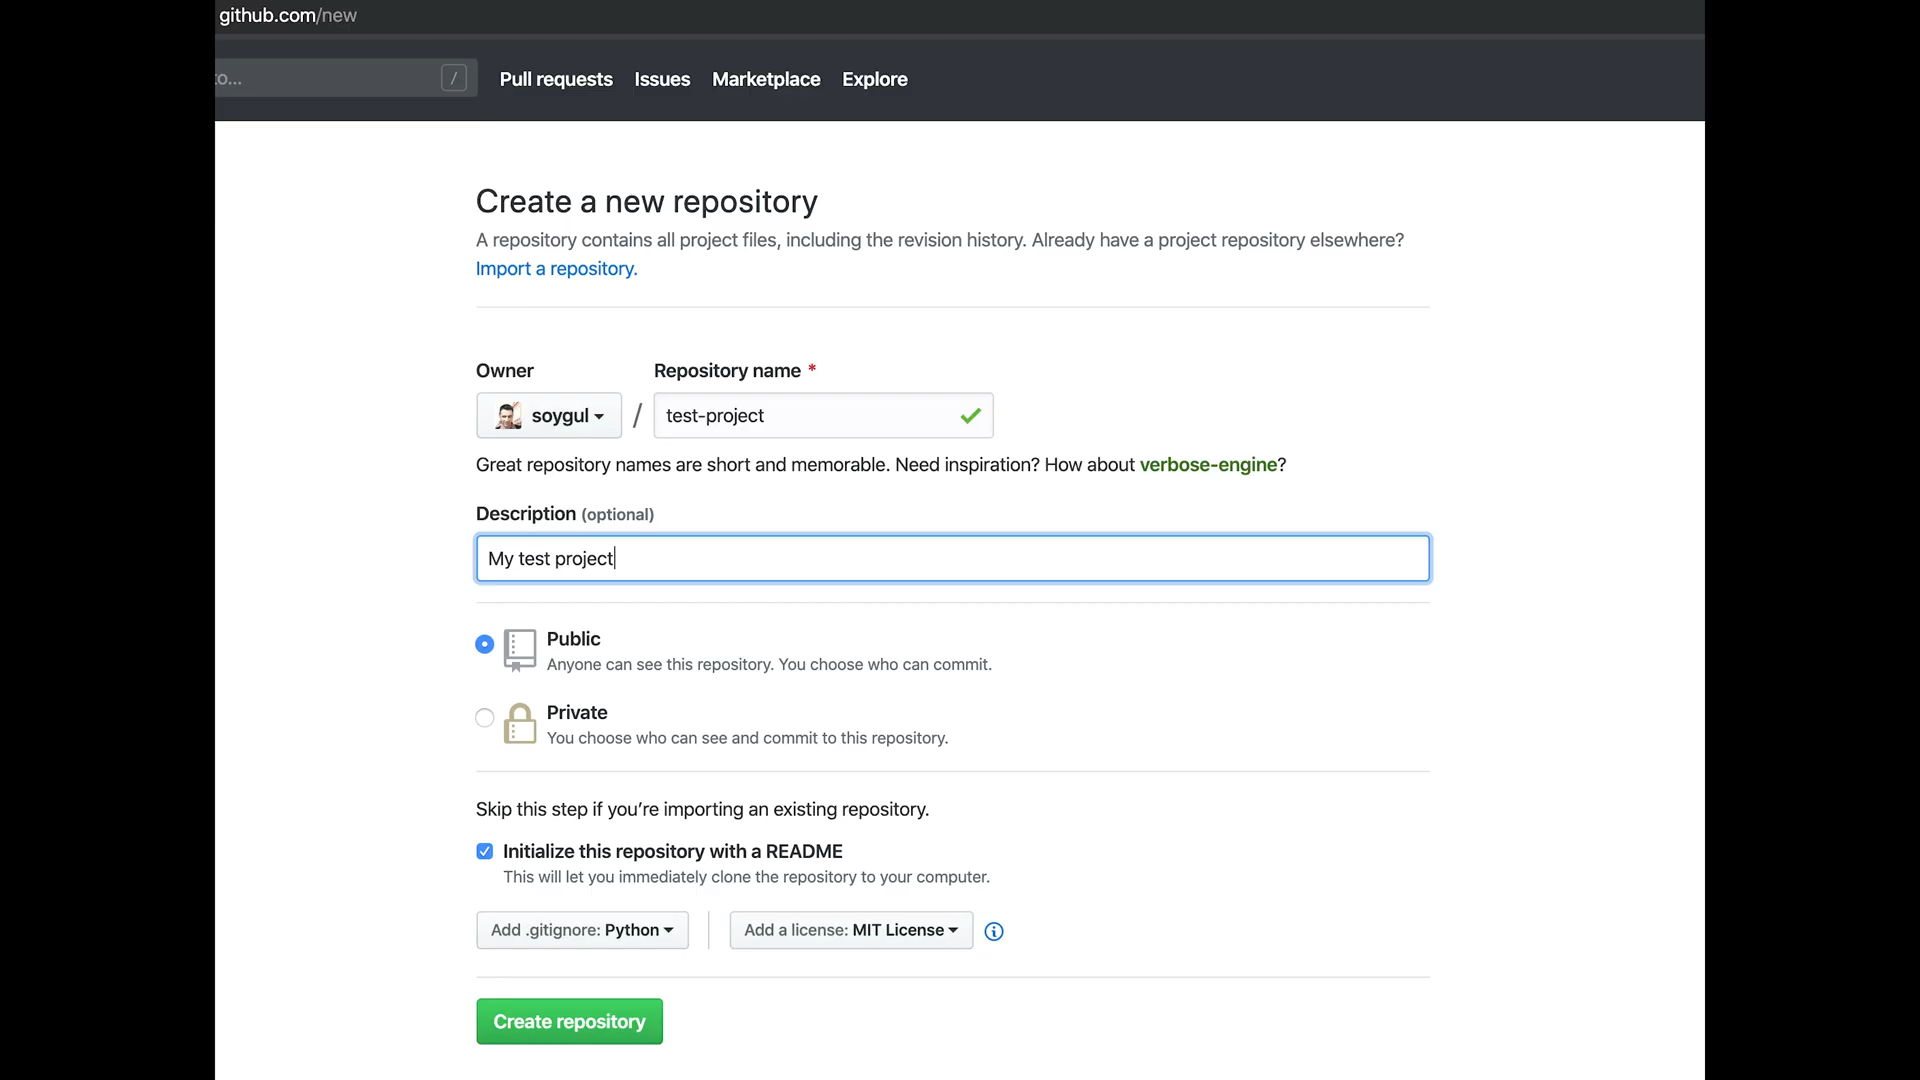 github.com/new
to...
/
Pull requests Issues Marketplace Explore
Create a new repository
A repository contains all project files, including the revision history. Already have a project repository elsewhere?
Import a repository.
Owner Repository name *
soygul / test-project
Great repository names are short and memorable. Need inspiration? How about verbose-engine?
Description (optional)
My test project
Public
Anyone can see this repository. You choose who can commit.
Private
You choose who can see and commit to this repository.
Skip this step if you’re importing an existing repository.
Initialize this repository with a README
This will let you immediately clone the repository to your computer.
Add .gitignore: Python Add a license: MIT License
Create repository